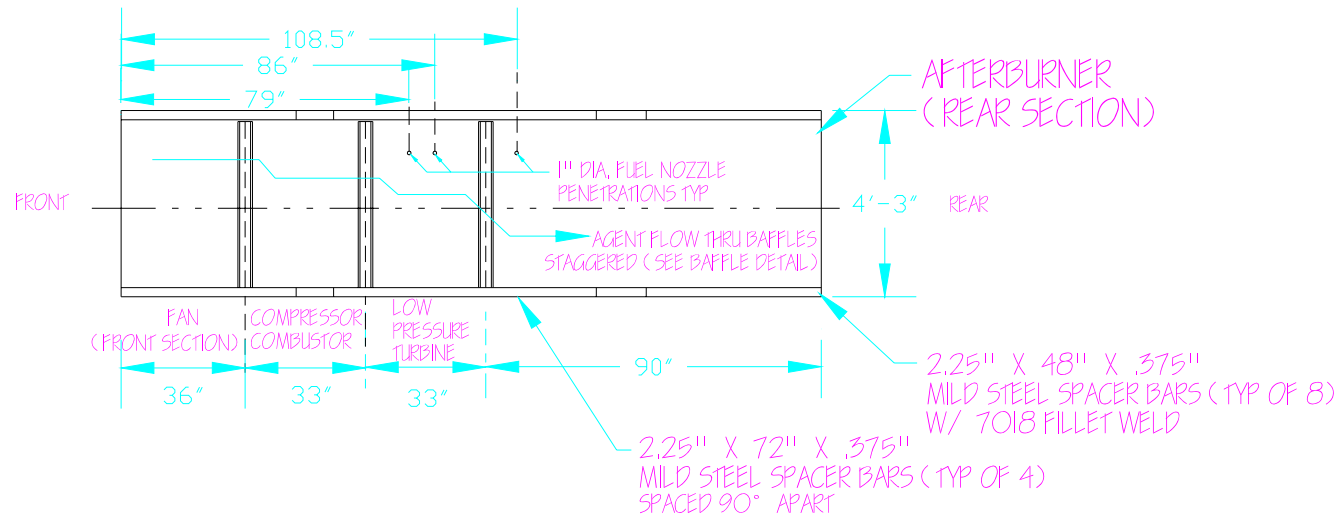 108.5"
86"
79"
AFTERBURNER
(REAR SECTION)
1" DIA, FUEL NOZZLE
PENETRATIONS TYP
FRONT
4'-3"
REAR
AGENT FLOW THRU BAFFLES
STAGGERED (SEE BAFFLE DETAIL)
FAN
(FRONT SECTION)
COMPRESSOR
COMBUSTOR
LOW
PRESSURE
TURBINE
36"
33"
33"
90"
2.25" X 48" X .375"
MILD STEEL SPACER BARS (TYP OF 8)
W/ 7018 FILLET WELD
2.25" X 72" X .375"
MILD STEEL SPACER BARS (TYP OF 4)
SPACED 90° APART